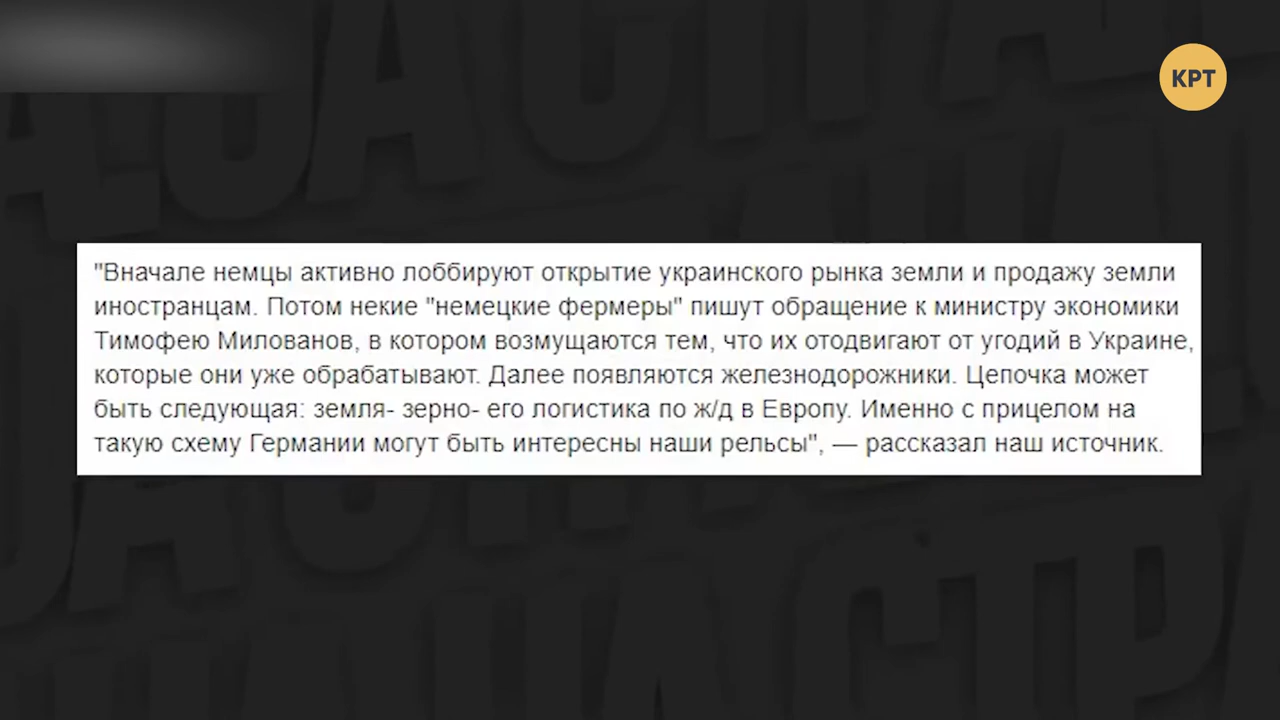 КРТ
"Вначале немцы активно лоббируют открытие украинского рынка земли и продажу земли
иностранцам. Потом некие "немецкие фермеры" пишут обращение к министру экономики
Тимофею Милованов, в котором возмущаются тем, что их отодвигают от угодий в Украине,
которые они уже обрабатывают. Далее появляются железнодорожники. Цепочка может
быть следующая: земля- зерно- его логистика по ж/д в Европу. Именно с прицелом на
такую схему Германии могут быть интересны наши рельсы", — рассказал наш источник.